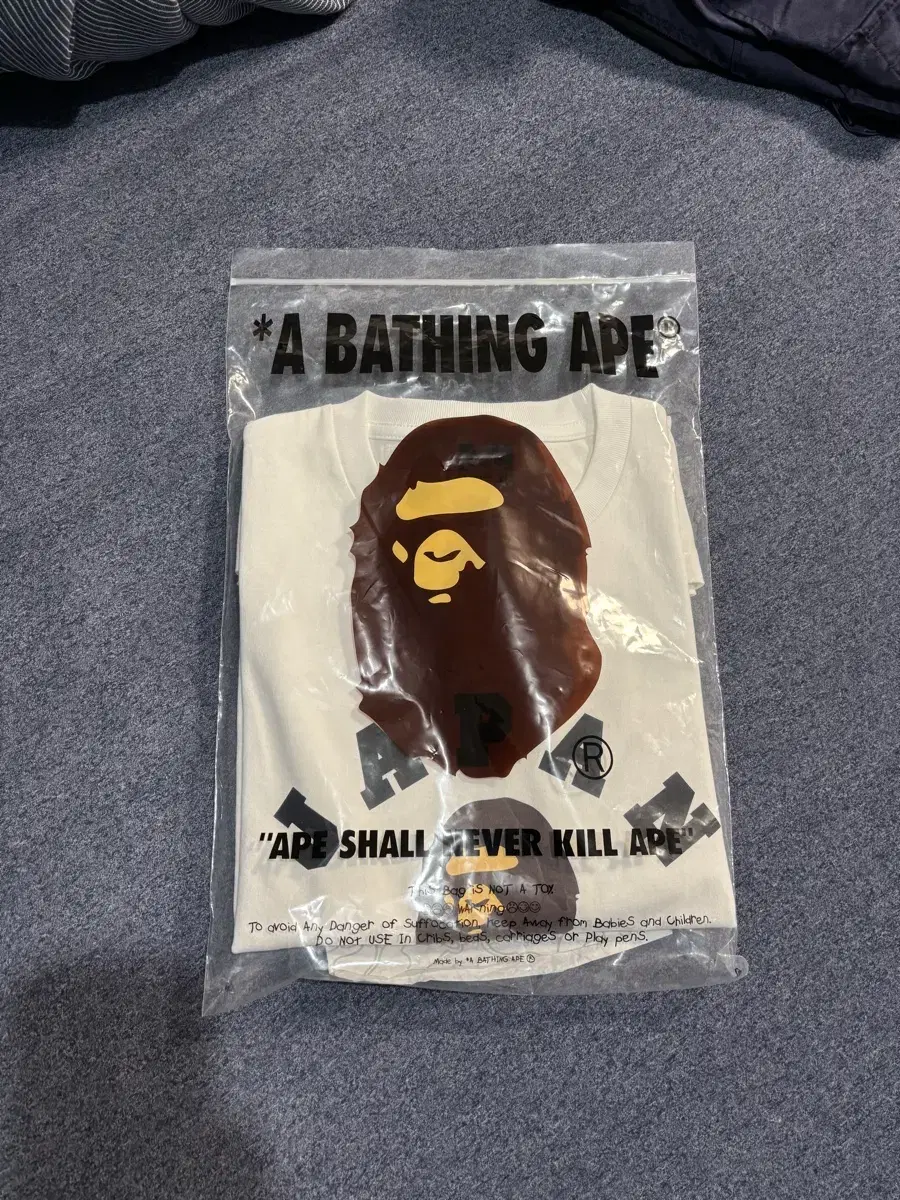 *A BATHING APE®
JAPAN
®
"APE SHALL NEVER KILL APE"
This Bag iS NOT A TOY
WARNing
To avoid Any Danger of Suffocation, Keep Away from Babies and Children.
DO NOT USE In Cribs, beds, carriages or Play pens.
Made by *A BATHING APE ®